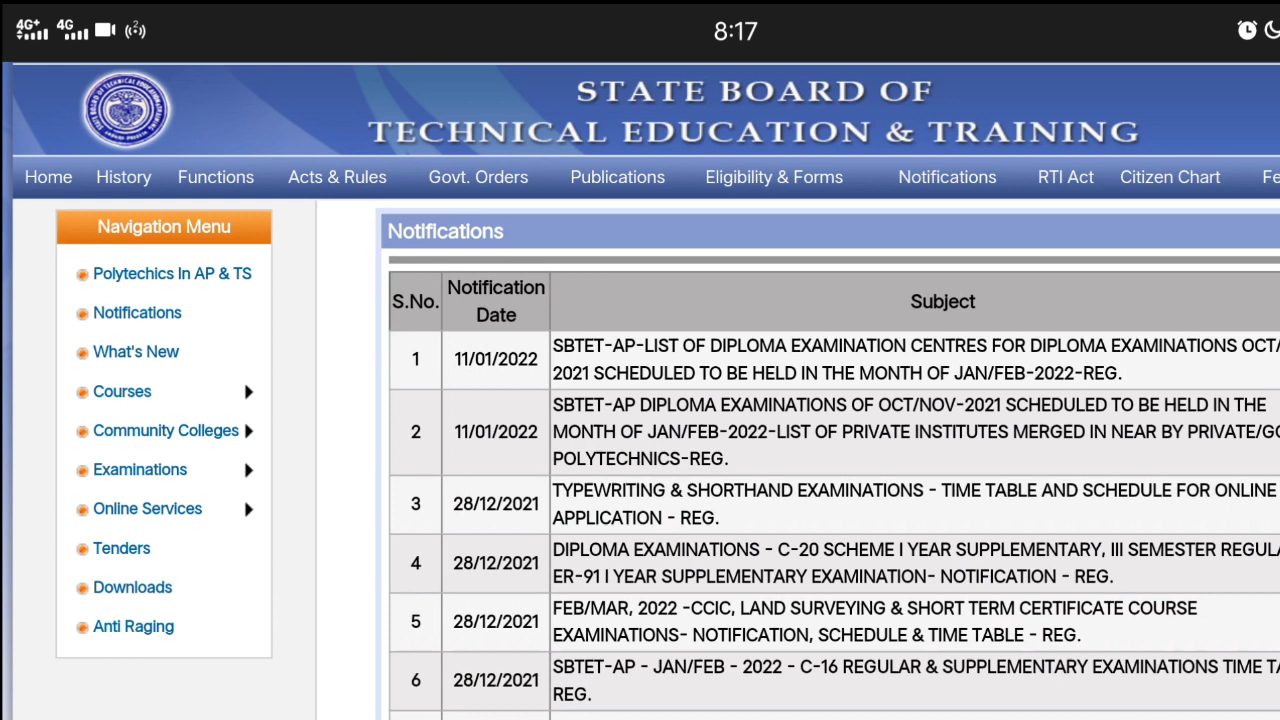 4G+ 4G 2 8:17
STATE BOARD OF
TECHNICAL EDUCATION & TRAINING
Home History Functions Acts & Rules Govt. Orders Publications Eligibility & Forms Notifications RTI Act Citizen Chart Fe
Navigation Menu
Polytechics In AP & TS
Notifications
What's New
Courses
Community Colleges
Examinations
Online Services
Tenders
Downloads
Anti Raging
Notifications
S.No. Notification Date Subject
1 11/01/2022 SBTET-AP-LIST OF DIPLOMA EXAMINATION CENTRES FOR DIPLOMA EXAMINATIONS OCT/
2021 SCHEDULED TO BE HELD IN THE MONTH OF JAN/FEB-2022-REG.
2 11/01/2022 SBTET-AP DIPLOMA EXAMINATIONS OF OCT/NOV-2021 SCHEDULED TO BE HELD IN THE
MONTH OF JAN/FEB-2022-LIST OF PRIVATE INSTITUTES MERGED IN NEAR BY PRIVATE/GO
POLYTECHNICS-REG.
3 28/12/2021 TYPEWRITING & SHORTHAND EXAMINATIONS - TIME TABLE AND SCHEDULE FOR ONLINE
APPLICATION - REG.
4 28/12/2021 DIPLOMA EXAMINATIONS - C-20 SCHEME I YEAR SUPPLEMENTARY, III SEMESTER REGULA
ER-91 I YEAR SUPPLEMENTARY EXAMINATION- NOTIFICATION - REG.
5 28/12/2021 FEB/MAR, 2022 -CCIC, LAND SURVEYING & SHORT TERM CERTIFICATE COURSE
EXAMINATIONS- NOTIFICATION, SCHEDULE & TIME TABLE - REG.
6 28/12/2021 SBTET-AP - JAN/FEB - 2022 - C-16 REGULAR & SUPPLEMENTARY EXAMINATIONS TIME TA
REG.